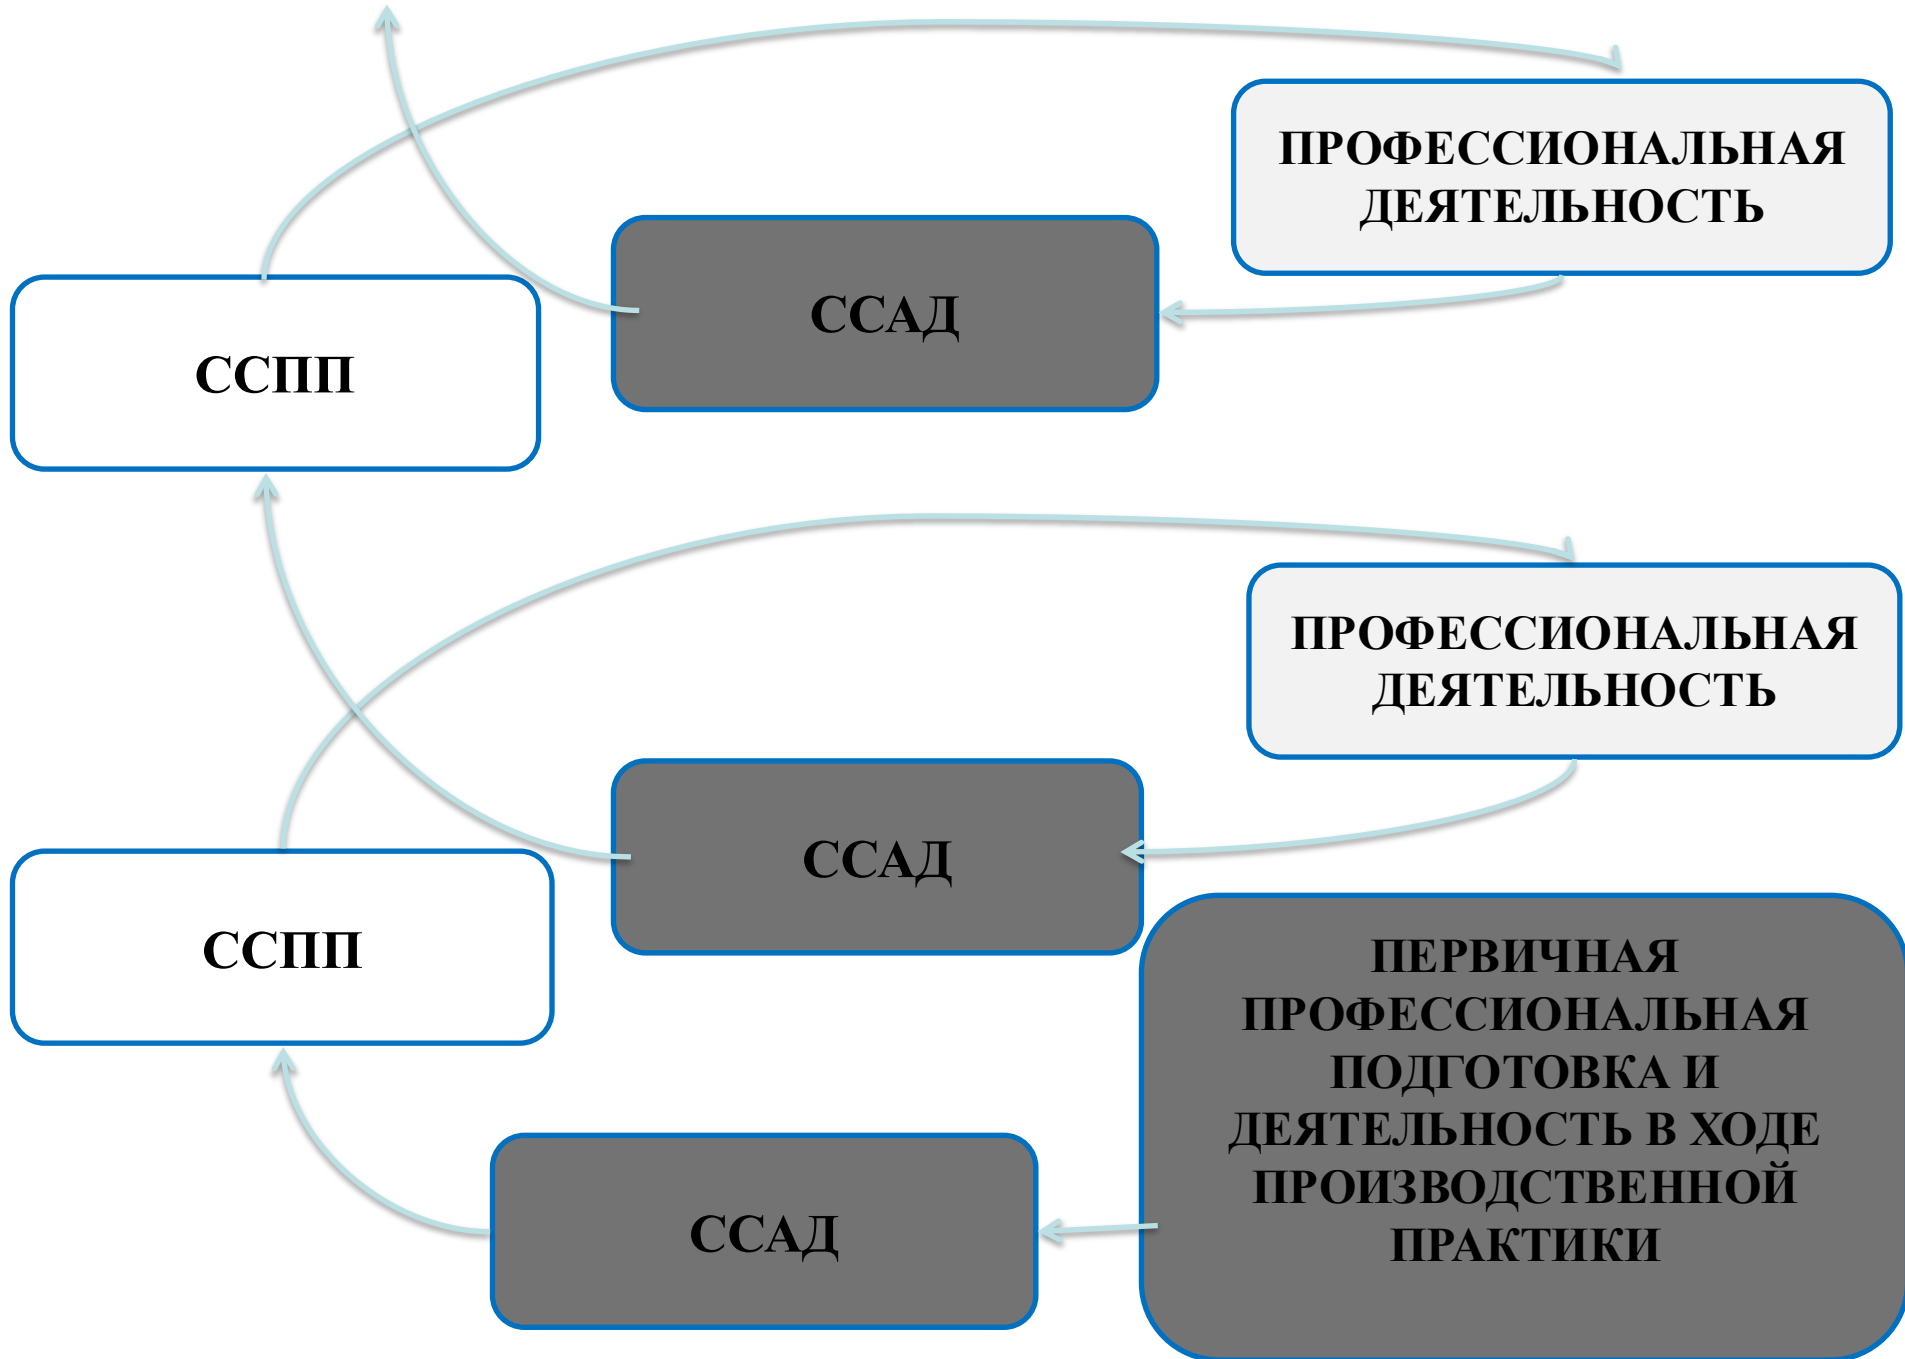 ПРОФЕССИОНАЛЬНАЯ
ДЕЯТЕЛЬНОСТЬ
ССАД
ССПП
ПРОФЕССИОНАЛЬНАЯ
ДЕЯТЕЛЬНОСТЬ
ССАД
ССПП
ПЕРВИЧНАЯ
ПРОФЕССИОНАЛЬНАЯ
ПОДГОТОВКА И
ДЕЯТЕЛЬНОСТЬ В ХОДЕ
ПРОИЗВОДСТВЕННОЙ
ПРАКТИКИ
ССАД